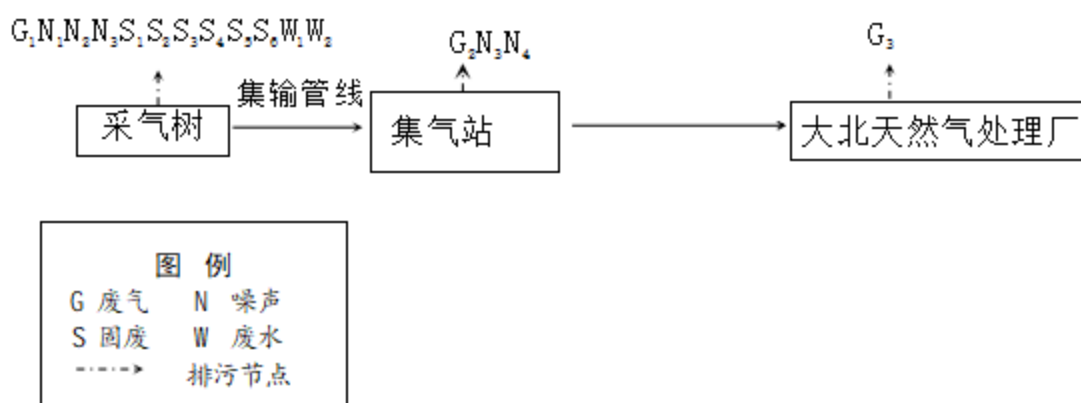 G₁N₁N₂N₃S₁S₂S₃S₄S₅S₆W₁W₂
G₂N₃N₄
G₃
集输管线
采气树
集气站
大北天然气处理厂
图 例
G 废气 N 噪声
S 固废 W 废水
排污节点